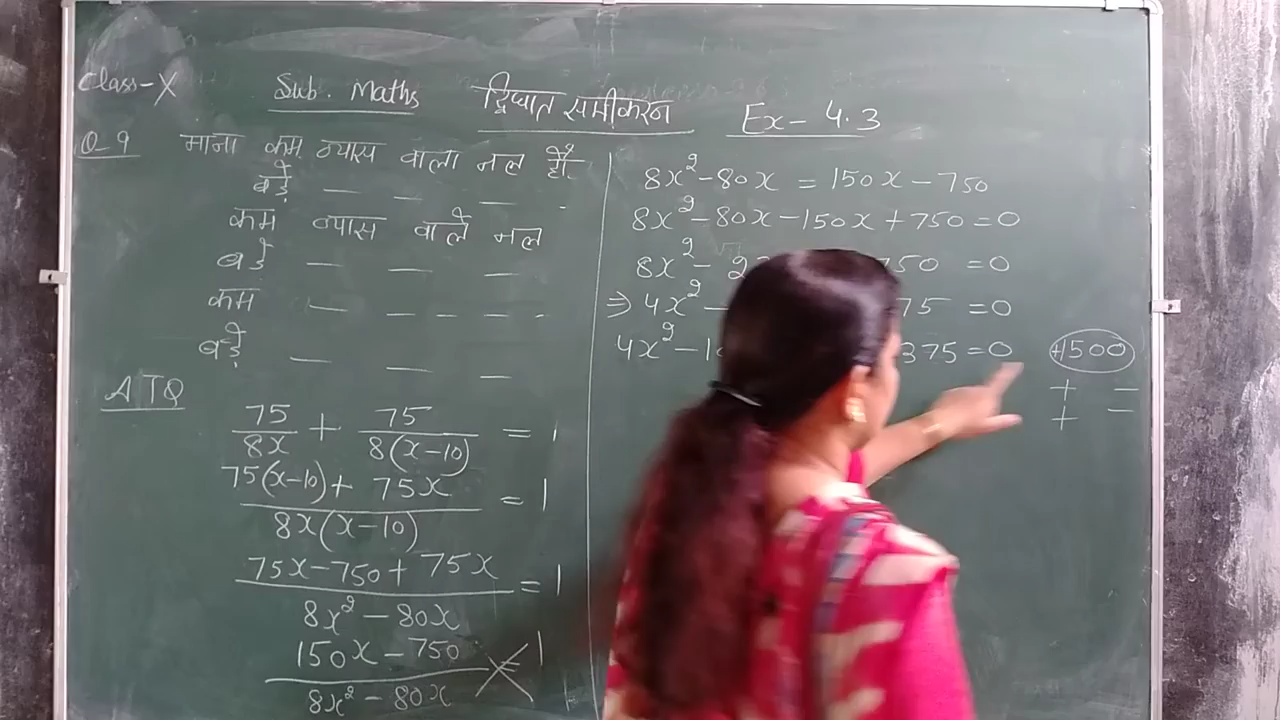 Class-X Sub. Maths द्विघात समीकरन Ex- 4.3
Q-9 माना कम व्यास वाला नल है।
बड़े — — —
कम व्यास वाले नल
बड़े — — —
कम — — — — —
बड़े — — —
ATQ
75/8x + 75/8(x-10) = 1
75(x-10)+ 75x / 8x(x-10) = 1
75x-750+ 75x / 8x² - 80x = 1
150x - 750 / 8x² - 80x = 1
8x²-80x = 150x - 750
8x²-80x-150x+750=0
8x²- 2 750 =0
⇒ 4x²- 75 =0
4x²-10 375=0
+1500
+ -
+ -